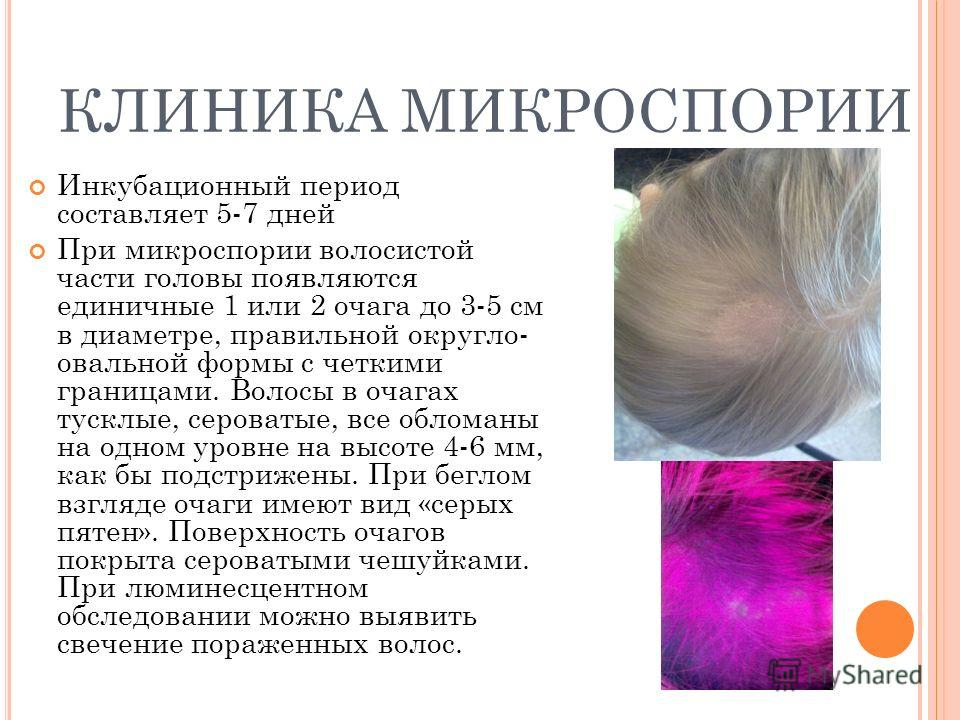 КЛИНИКА МИКРОСПОРИИ
Инкубационный период
составляет 5-7 дней
При микроспории волосистой
части головы появляются
единичные 1 или 2 очага до 3-5 см
в диаметре, правильной округло-
овальной формы с четкими
границами. Волосы в очагах
тусклые, сероватые, все обломаны
на одном уровне на высоте 4-6 мм,
как бы подстрижены. При беглом
взгляде очаги имеют вид «серых
пятен». Поверхность очагов
покрыта сероватыми чешуйками.
При люминесцентном
обследовании можно выявить
свечение пораженных волос.
MyShared